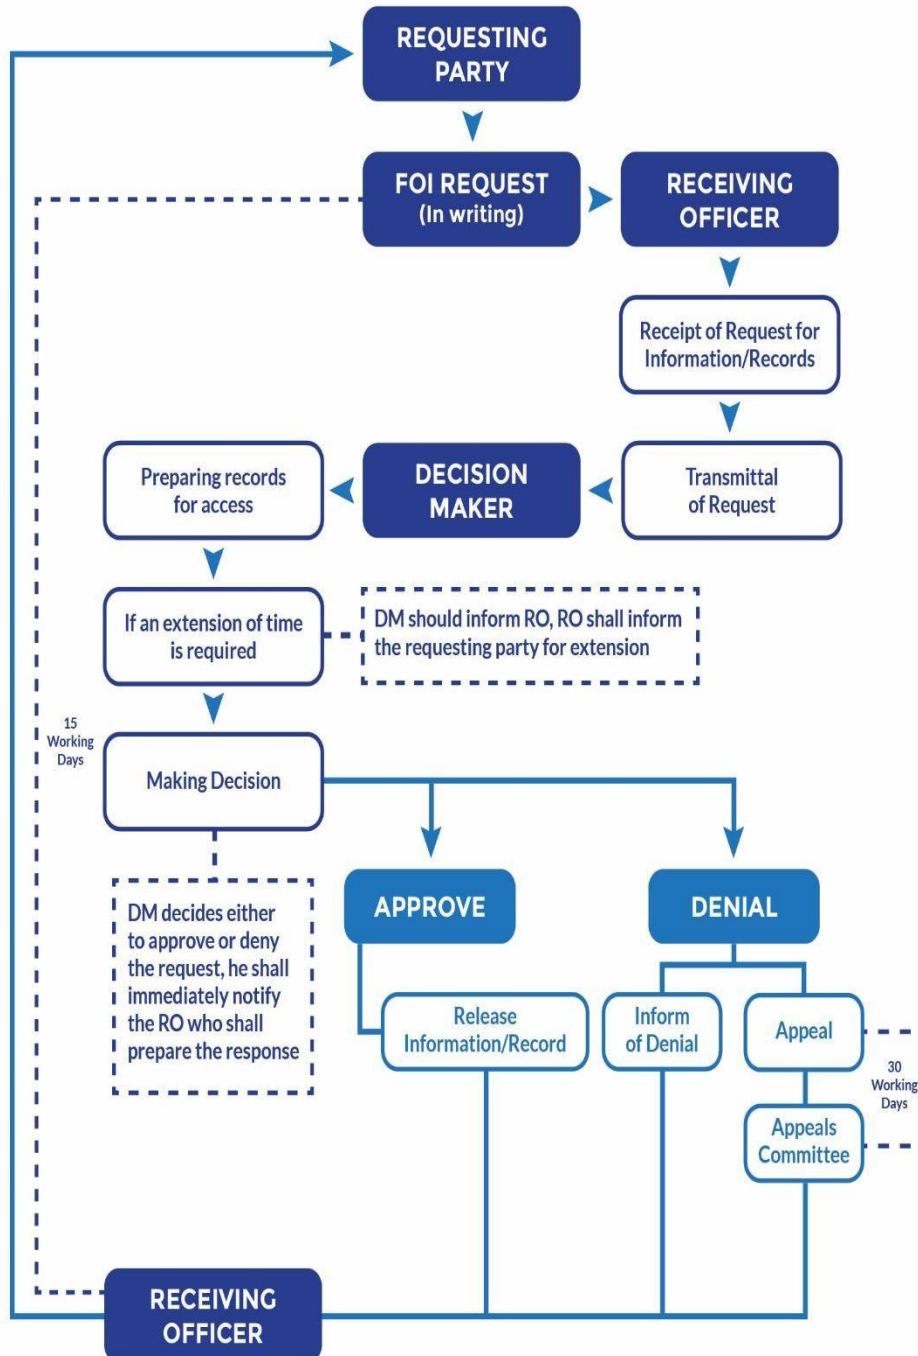 REQUESTING
PARTY
FOI REQUEST
(In writing)
RECEIVING
OFFICER
Receipt of Request for
Information/Records
Transmittal
of Request
DECISION
MAKER
Preparing records
for access
If an extension of time
is required
DM should inform RO, RO shall inform
the requesting party for extension
15
Working
Days
Making Decision
DM decides either
to approve or deny
the request, he shall
immediately notify
the RO who shall
prepare the response
APPROVE
DENIAL
Release
Information/Record
Inform
of Denial
Appeal
30
Working
Days
Appeals
Committee
RECEIVING
OFFICER